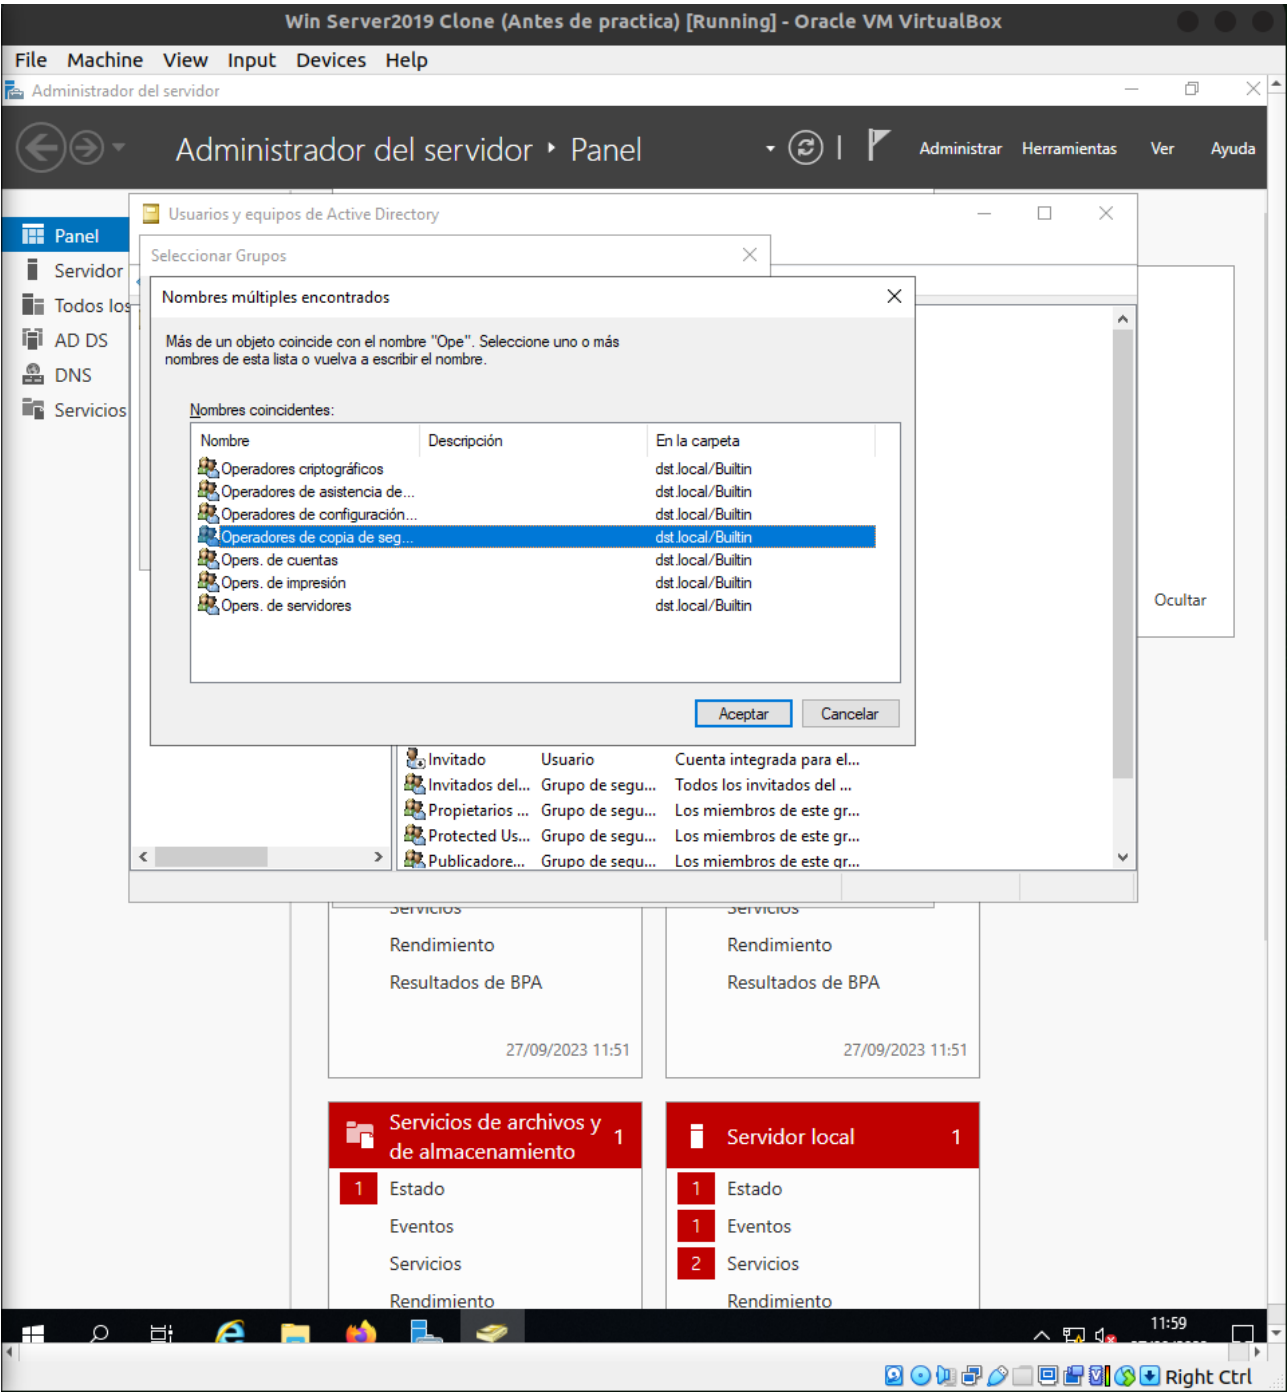 Win Server2019 Clone (Antes de practica) [Running] - Oracle VM VirtualBox
File Machine View Input Devices Help
Administrador del servidor
Administrador del servidor Panel
Administrar Herramientas Ver Ayuda
Usuarios y equipos de Active Directory
Panel
Servidor
Todos los
AD DS
DNS
Servicios
Seleccionar Grupos
Nombres múltiples encontrados
Más de un objeto coincide con el nombre "Ope". Seleccione uno o más
nombres de esta lista o vuelva a escribir el nombre.
Nombres coincidentes:
Nombre Descripción En la carpeta
Operadores criptográficos dst.local/Builtin
Operadores de asistencia de... dst.local/Builtin
Operadores de configuración... dst.local/Builtin
Operadores de copia de seg... dst.local/Builtin
Opers. de cuentas dst.local/Builtin
Opers. de impresión dst.local/Builtin
Opers. de servidores dst.local/Builtin
Aceptar Cancelar
Ocultar
Invitado Usuario Cuenta integrada para el...
Invitados del... Grupo de segu... Todos los invitados del ...
Propietarios ... Grupo de segu... Los miembros de este gr...
Protected Us... Grupo de segu... Los miembros de este gr...
Publicadore... Grupo de segu... Los miembros de este gr...
Servicios Servicios
Rendimiento Rendimiento
Resultados de BPA Resultados de BPA
27/09/2023 11:51 27/09/2023 11:51
Servicios de archivos y
de almacenamiento 1
1 Estado
Eventos
Servicios
Rendimiento
Servidor local 1
1 Estado
1 Eventos
2 Servicios
Rendimiento
11:59
Right Ctrl